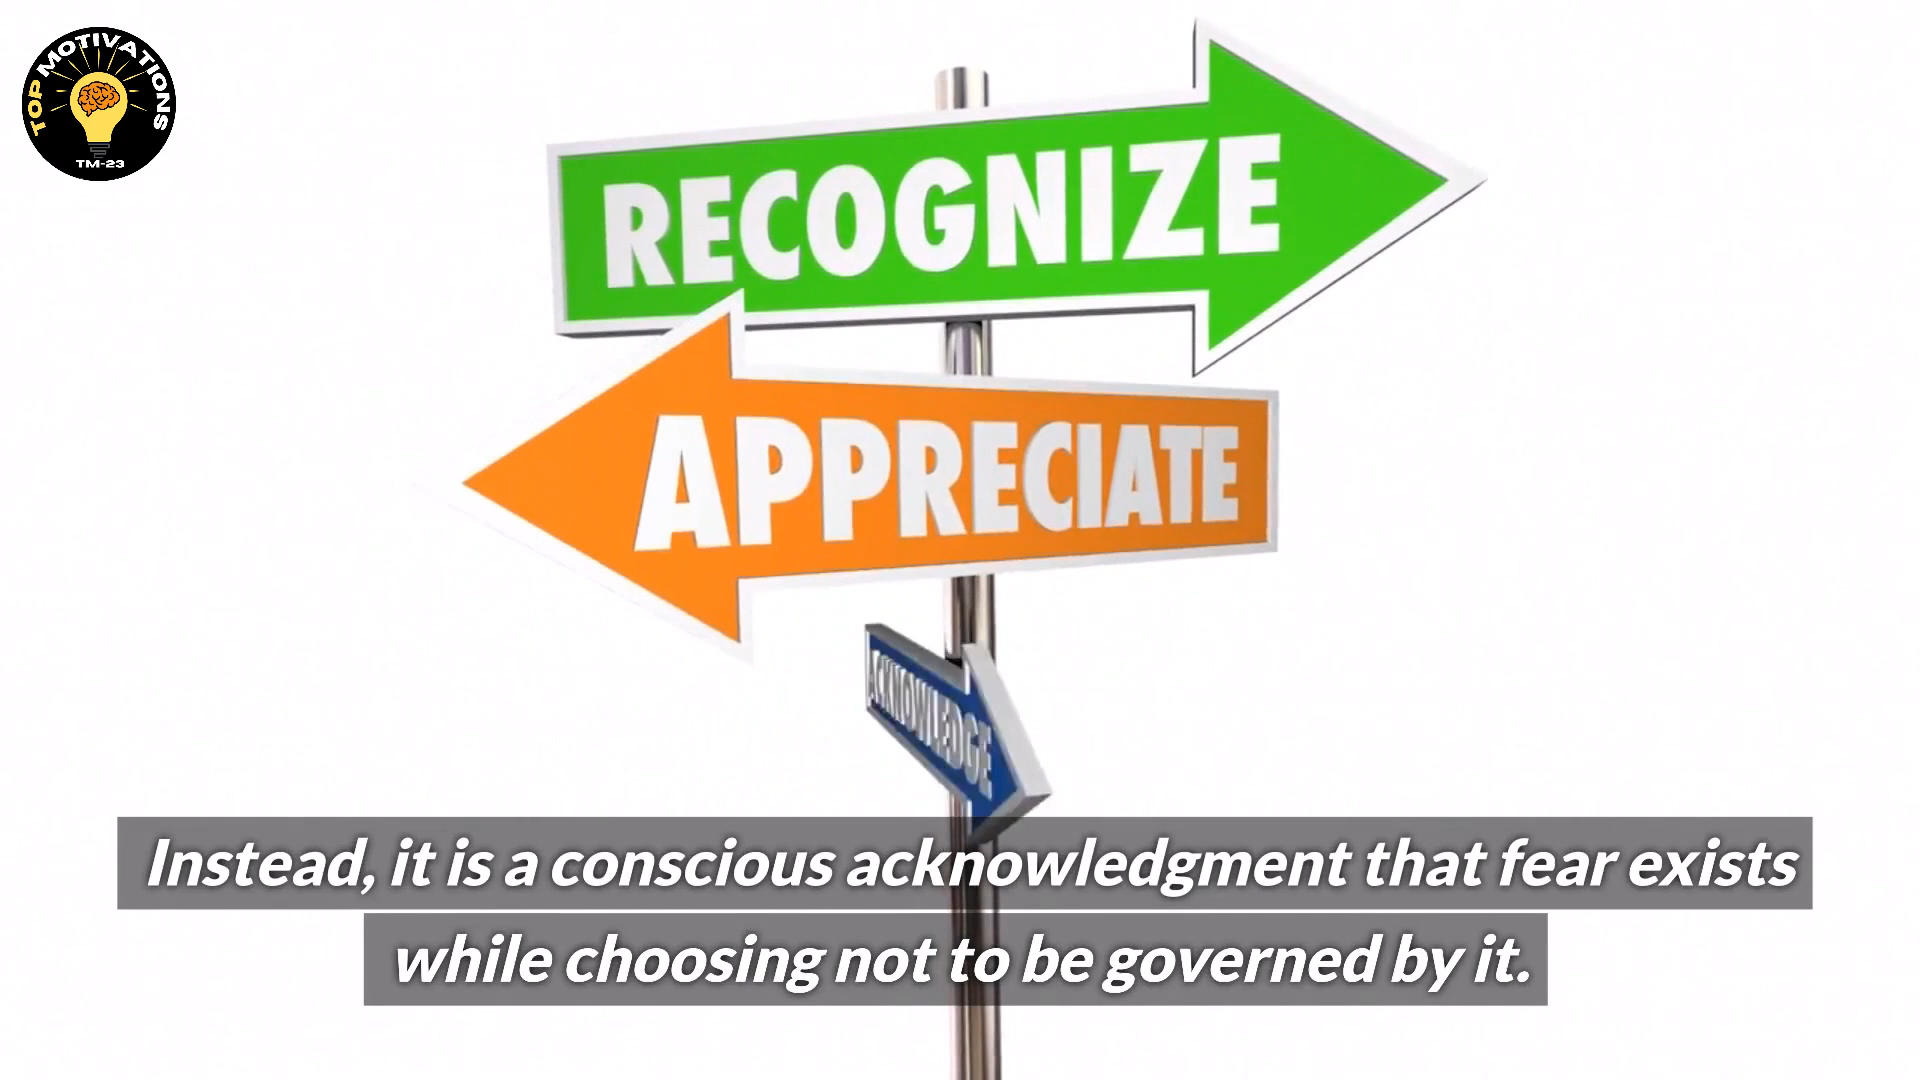 TOP MOTIVATIONS
TM-23
RECOGNIZE
APPRECIATE
ACKNOWLEDGE
Instead, it is a conscious acknowledgment that fear exists
while choosing not to be governed by it.